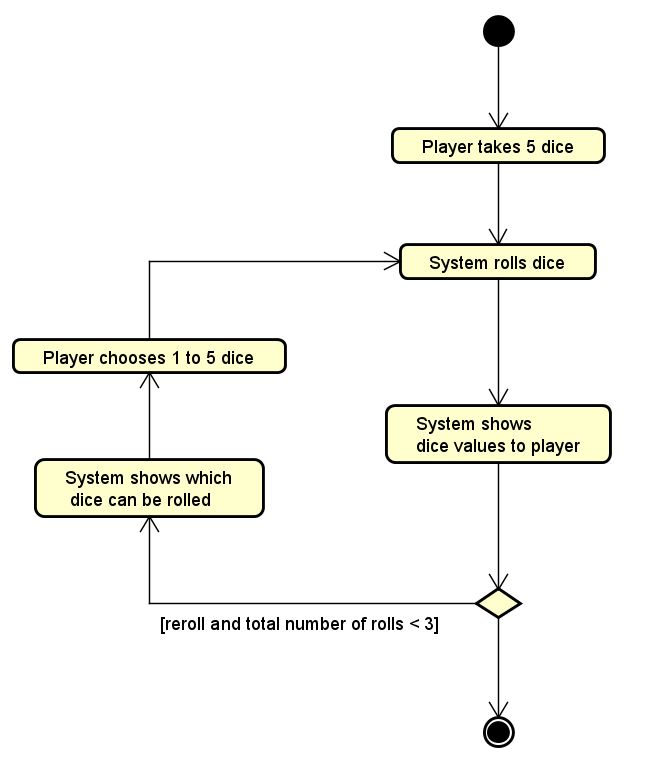 Player takes 5 dice
System rolls dice
Player chooses 1 to 5 dice
System shows
dice values to player
System shows which
dice can be rolled
[reroll and total number of rolls < 3]